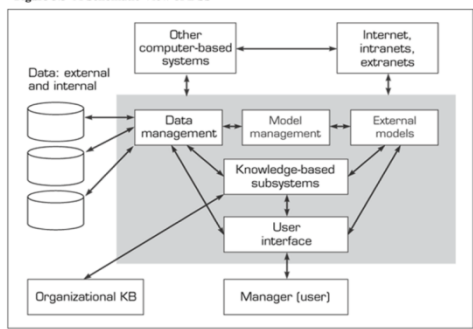 Other
computer-based
systems
Internet,
intranets,
extranets
Data: external
and internal
Data
management
Model
management
External
models
Knowledge-based
subsystems
User
interface
Organizational KB
Manager (user)